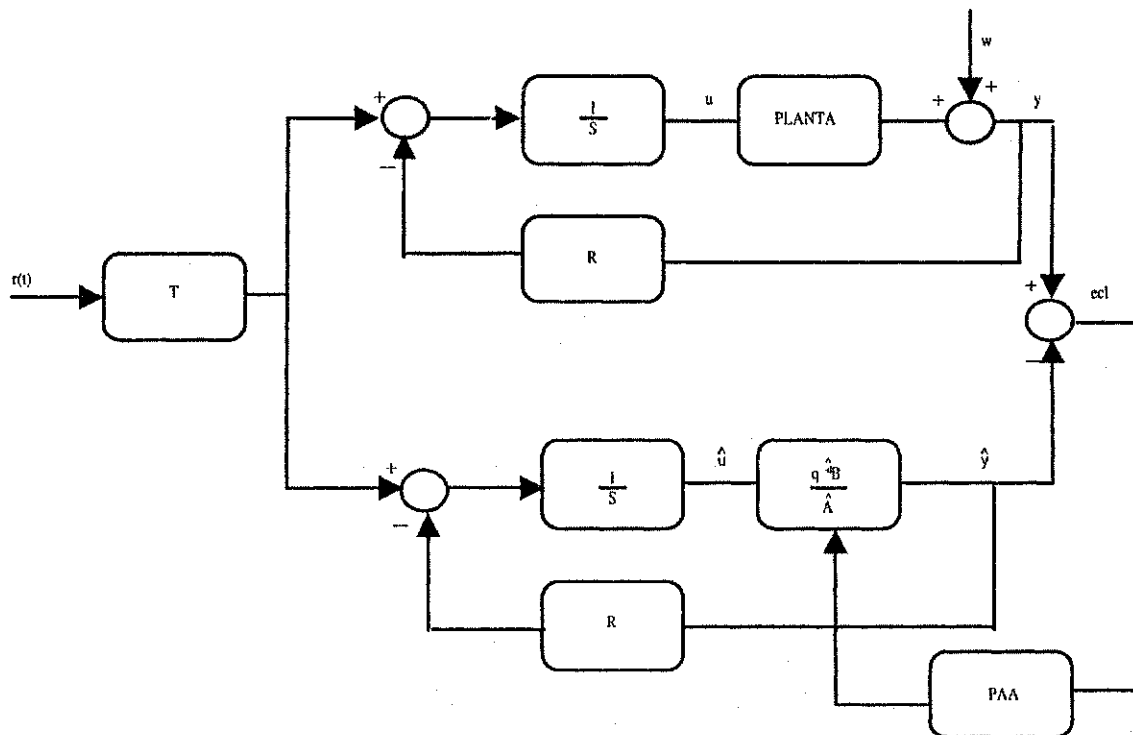 w
+
+
1
S
u
PLANTA
+
y
−
R
r(t)
T
+
ecl
−
+
1
S
û
q^-d B̂
Â
ŷ
−
R
PAA